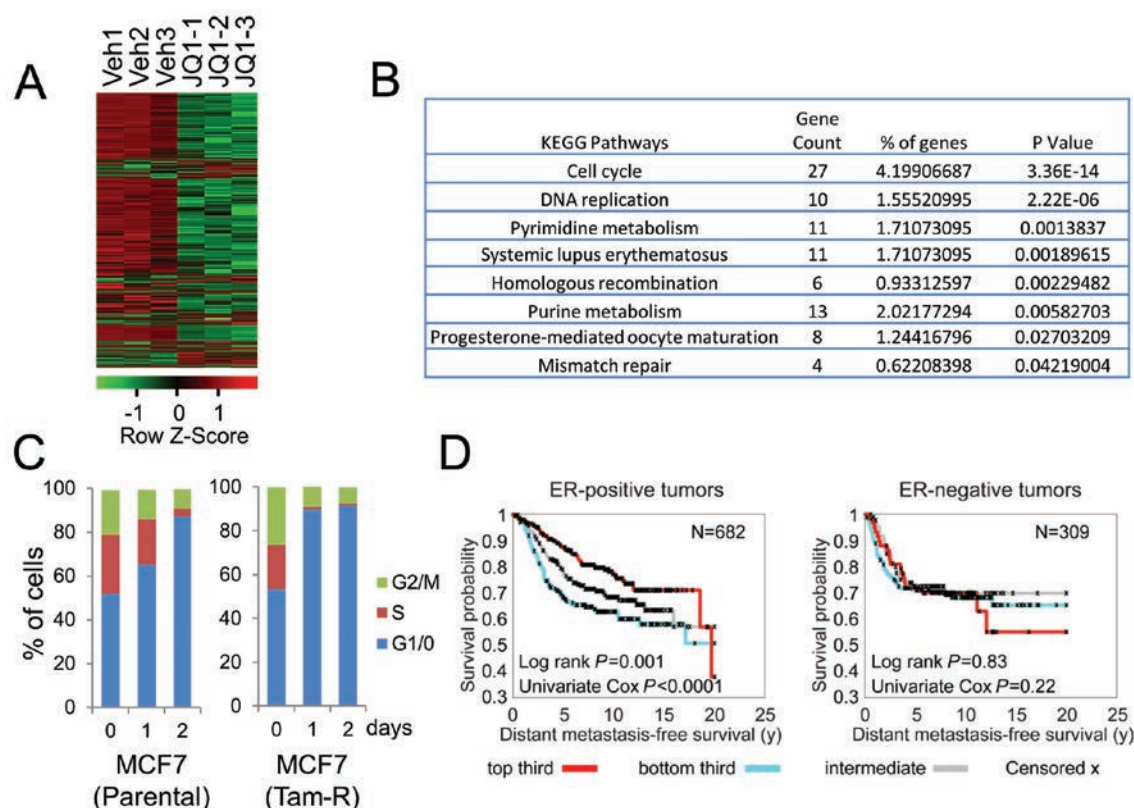 A
Veh1
Veh2
Veh3
JQ1-1
JQ1-2
JQ1-3
-1 0 1
Row Z-Score
B
KEGG Pathways Gene Count % of genes P Value
Cell cycle 27 4.19906687 3.36E-14
DNA replication 10 1.55520995 2.22E-06
Pyrimidine metabolism 11 1.71073095 0.0013837
Systemic lupus erythematosus 11 1.71073095 0.00189615
Homologous recombination 6 0.93312597 0.00229482
Purine metabolism 13 2.02177294 0.00582703
Progesterone-mediated oocyte maturation 8 1.24416796 0.02703209
Mismatch repair 4 0.62208398 0.04219004
C
% of cells
100
80
60
40
20
0
0 1 2
MCF7
(Parental)
100
80
60
40
20
0
0 1 2 days
MCF7
(Tam-R)
G2/M
S
G1/0
D
ER-positive tumors
Survival probability
1
0.9
0.8
0.7
0.6
0.5
0.4
0.3
N=682
Log rank P=0.001
Univariate Cox P<0.0001
0 5 10 15 20 25
Distant metastasis-free survival (y)
ER-negative tumors
Survival probability
1
0.9
0.8
0.7
0.6
0.5
0.4
0.3
N=309
Log rank P=0.83
Univariate Cox P=0.22
0 5 10 15 20 25
Distant metastasis-free survival (y)
top third bottom third intermediate Censored x